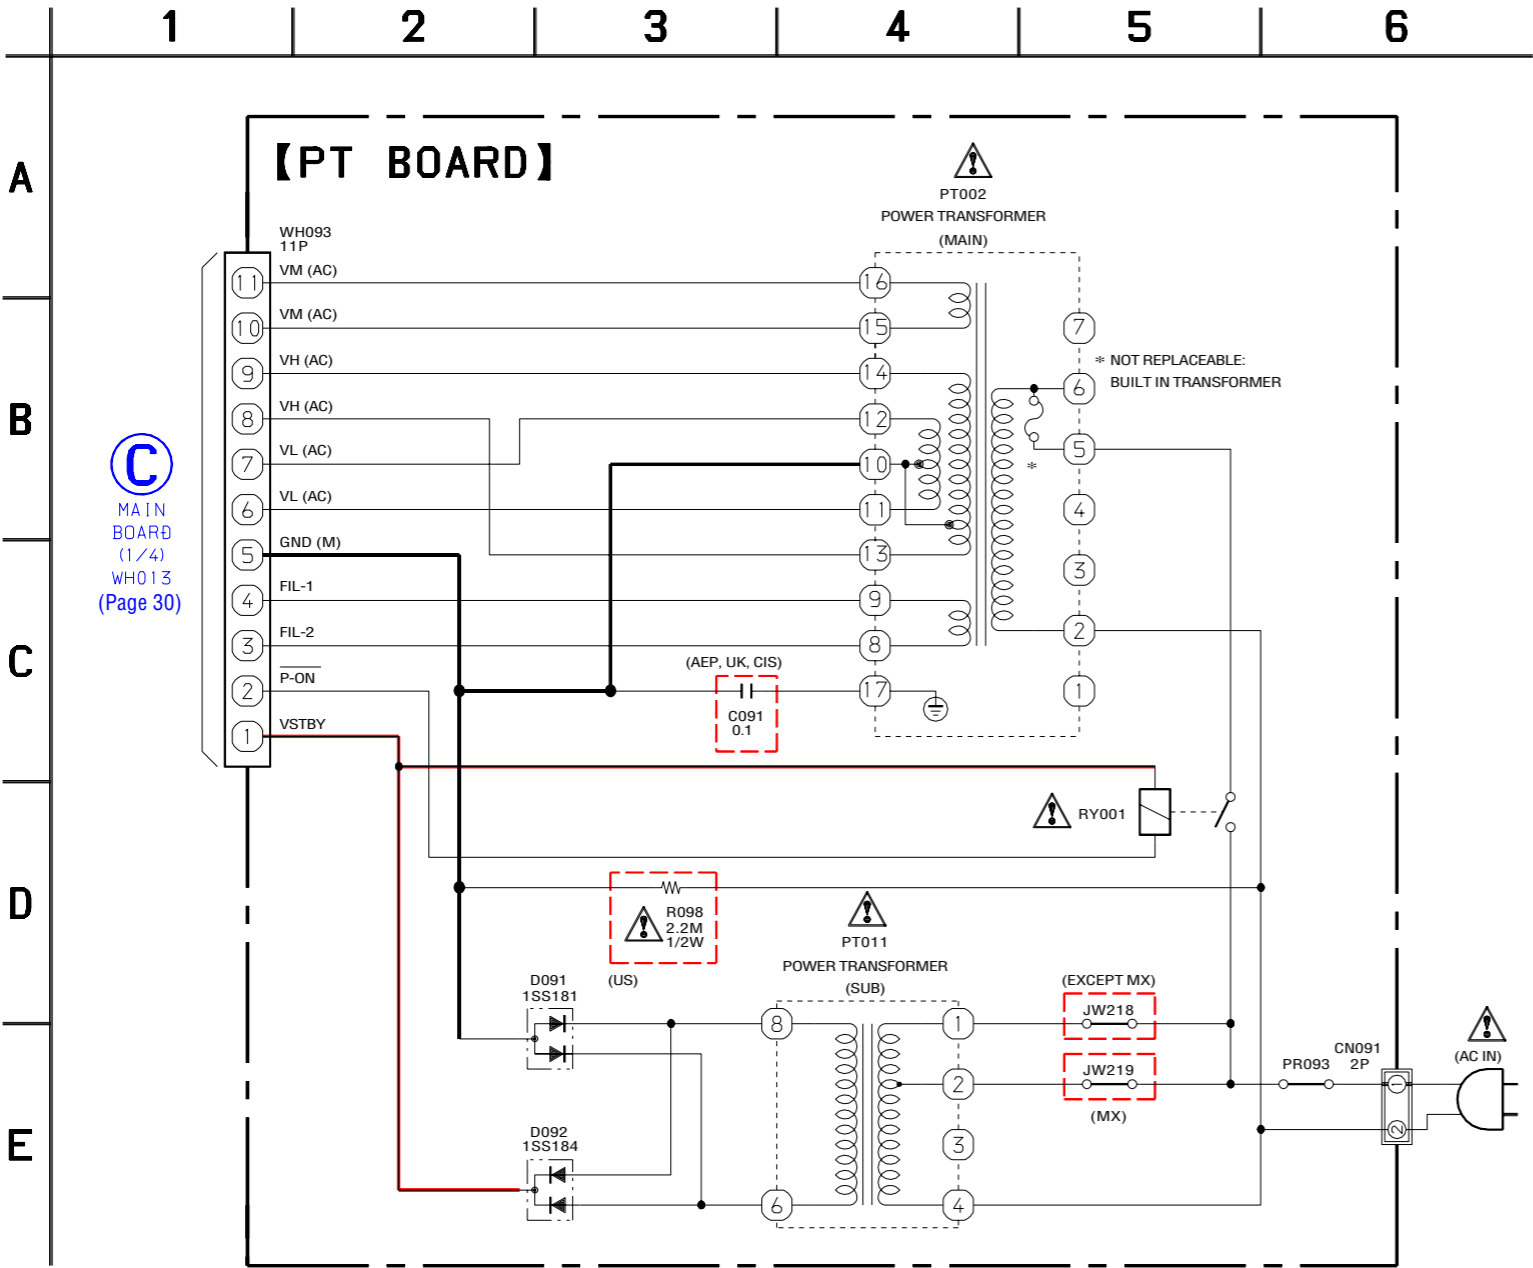 1 2 3 4 5 6
A
B
C
D
E
【PT BOARD】
PT002
POWER TRANSFORMER
(MAIN)
WH093
11P
11 VM (AC) 16
10 VM (AC) 15 7
9 VH (AC) 14
* NOT REPLACEABLE:
BUILT IN TRANSFORMER
6
8 VH (AC) 12
5
7 VL (AC) 10
*
6 VL (AC) 11 4
5 GND (M) 13
3
4 FIL-1 9
3 FIL-2 8 2
2 P-ON 17 1
1 VSTBY
C
MAIN
BOARD
(1/4)
WH013
(Page 30)
(AEP, UK, CIS)
C091
0.1
RY001
R098
2.2M
1/2W
(US)
PT011
POWER TRANSFORMER
(SUB)
D091
1SS181
8 1
2
3
6 4
D092
1SS184
(EXCEPT MX)
JW218
JW219
(MX)
PR093
CN091
2P
1
2
(AC IN)